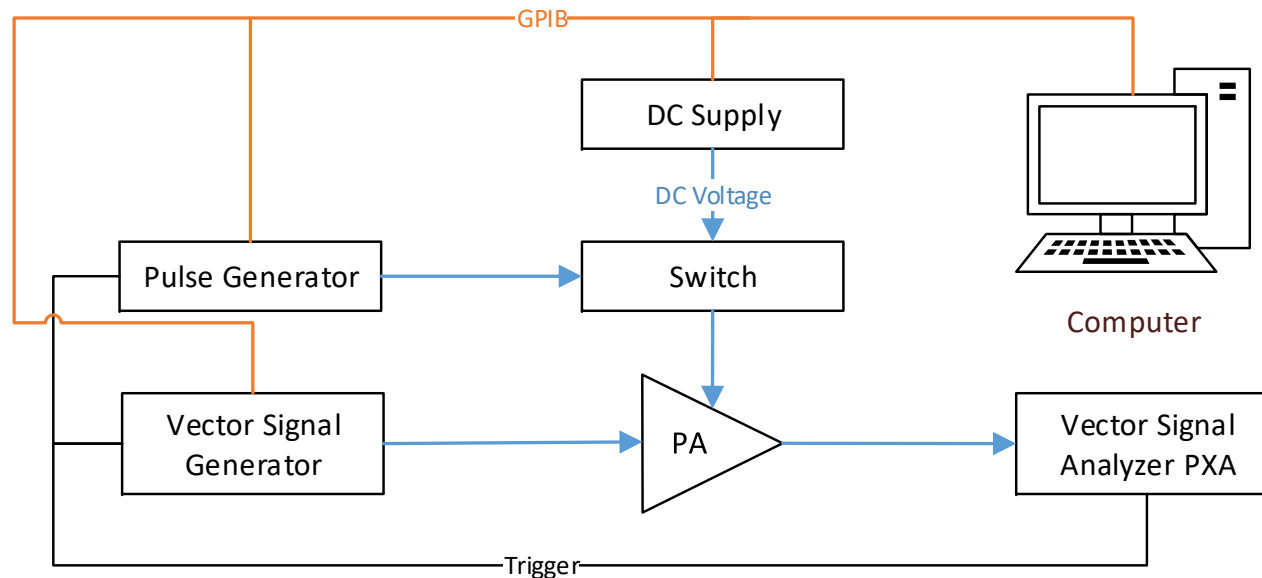 GPIB
DC Supply
DC Voltage
Pulse Generator
Switch
Computer
Vector Signal
Generator
PA
Vector Signal
Analyzer PXA
Trigger